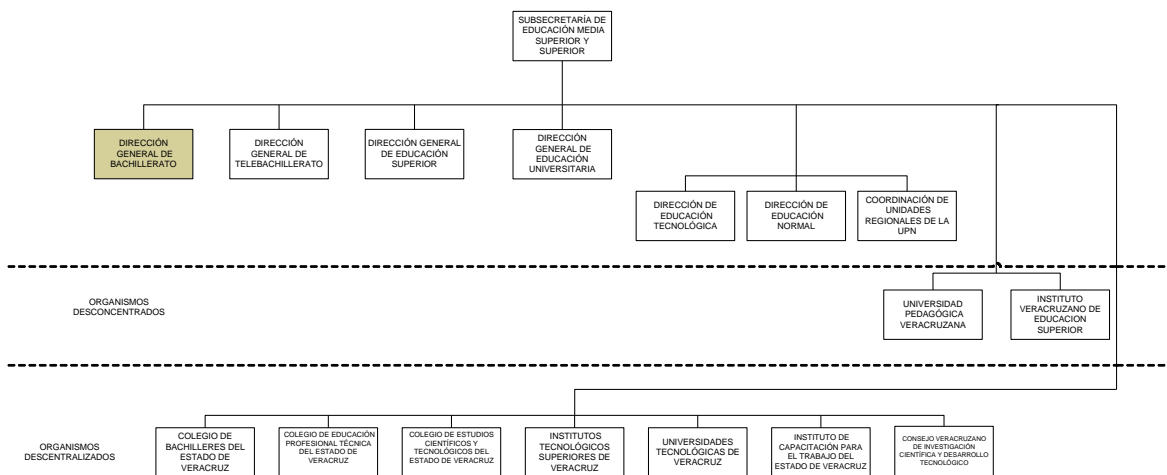 SUBSECRETARÍA DE
EDUCACIÓN MEDIA
SUPERIOR Y
SUPERIOR
DIRECCIÓN
GENERAL DE
BACHILLERATO
DIRECCIÓN
GENERAL DE
TELEBACHILLERATO
DIRECCIÓN GENERAL
DE EDUCACIÓN
SUPERIOR
DIRECCIÓN
GENERAL DE
EDUCACIÓN
UNIVERSITARIA
DIRECCIÓN DE
EDUCACIÓN
TECNOLÓGICA
DIRECCIÓN DE
EDUCACIÓN
NORMAL
COORDINACIÓN DE
UNIDADES
REGIONALES DE LA
UPN
ORGANISMOS
DESCONCENTRADOS
UNIVERSIDAD
PEDAGÓGICA
VERACRUZANA
INSTITUTO
VERACRUZANO DE
EDUCACION
SUPERIOR
ORGANISMOS
DESCENTRALIZADOS
COLEGIO DE
BACHILLERES DEL
ESTADO DE
VERACRUZ
COLEGIO DE EDUCACIÓN
PROFESIONAL TÉCNICA
DEL ESTADO DE
VERACRUZ
COLEGIO DE ESTUDIOS
CIENTÍFICOS Y
TECNOLÓGICOS DEL
ESTADO DE VERACRUZ
INSTITUTOS
TECNOLÓGICOS
SUPERIORES DE
VERACRUZ
UNIVERSIDADES
TECNOLÓGICAS DE
VERACRUZ
INSTITUTO DE
CAPACITACIÓN PARA
EL TRABAJO DEL
ESTADO DE VERACRUZ
CONSEJO VERACRUZANO
DE INVESTIGACIÓN
CIENTÍFICA Y DESARROLLO
TECNOLÓGICO